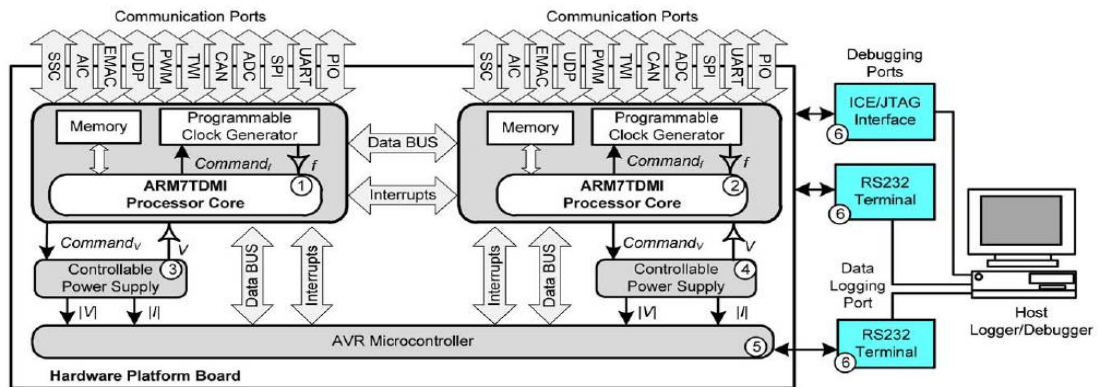 Communication Ports
Communication Ports
SSC
AIC
EMAC
UDP
PWM
TWI
CAN
ADC
SPI
UART
PIO
SSC
AIC
EMAC
UDP
PWM
TWI
CAN
ADC
SPI
UART
PIO
Debugging
Ports
Memory
Programmable
Clock Generator
Command_f
f
ARM7TDMI
Processor Core
1
Data BUS
Interrupts
Memory
Programmable
Clock Generator
Command_f
f
ARM7TDMI
Processor Core
2
ICE/JTAG
Interface
6
RS232
Terminal
6
Command_V
V
Controllable
Power Supply
3
|V|
|I|
Data BUS
Interrupts
Interrupts
Data BUS
Command_V
V
Controllable
Power Supply
4
|V|
|I|
Data
Logging
Port
RS232
Terminal
6
Host
Logger/Debugger
AVR Microcontroller
5
Hardware Platform Board